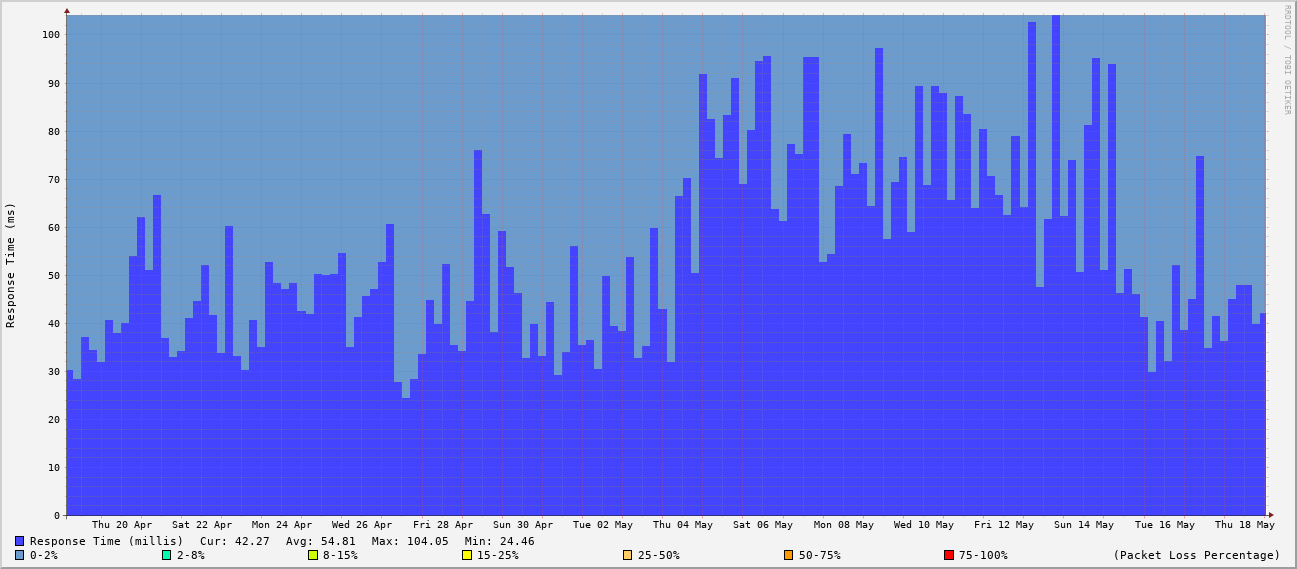 RRDTOOL / TOBI OETIKER
Response Time (ms)
100
90
80
70
60
50
40
30
20
10
0
Thu 20 Apr Sat 22 Apr Mon 24 Apr Wed 26 Apr Fri 28 Apr Sun 30 Apr Tue 02 May Thu 04 May Sat 06 May Mon 08 May Wed 10 May Fri 12 May Sun 14 May Tue 16 May Thu 18 May
Response Time (millis) Cur: 42.27 Avg: 54.81 Max: 104.05 Min: 24.46
0-2% 2-8% 8-15% 15-25% 25-50% 50-75% 75-100% (Packet Loss Percentage)